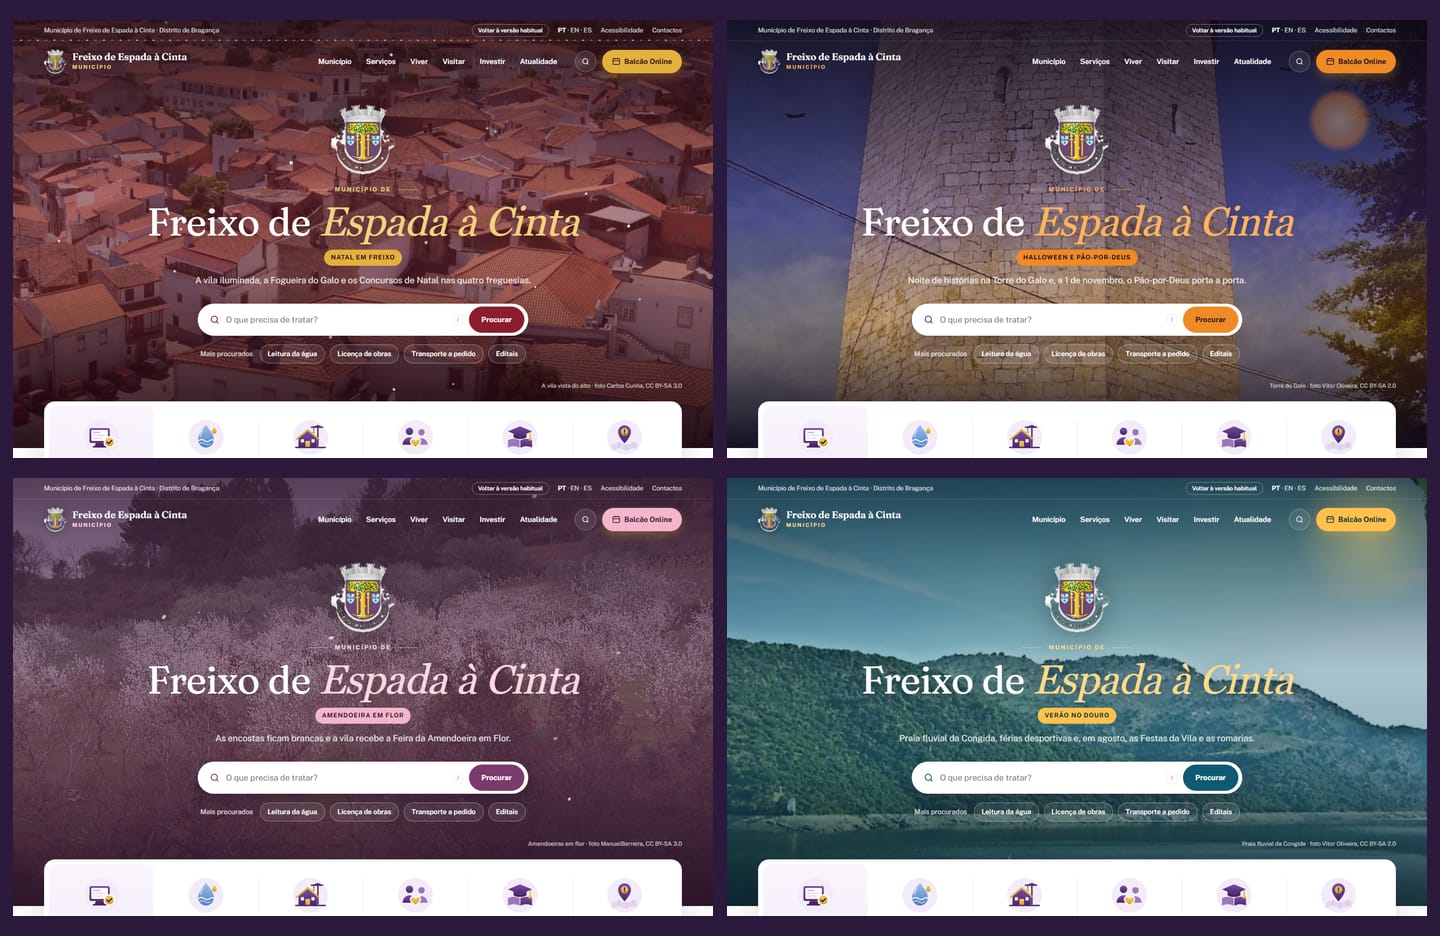 Município de Freixo de Espada à Cinta · Distrito de Bragança
Voltar à versão habitual
PT · EN · ES
Acessibilidade
Contactos
Freixo de Espada à Cinta
MUNICÍPIO
Município
Serviços
Viver
Visitar
Investir
Atualidade
Balcão Online
MUNICÍPIO DE
Freixo de Espada à Cinta
NATAL EM FREIXO
A vila iluminada, a Fogueira do Galo e os Concursos de Natal nas quatro freguesias.
O que precisa de tratar?
/
Procurar
Mais procurados
Leitura da água
Licença de obras
Transporte a pedido
Editais
A vila vista do alto · foto Carlos Cunha, CC BY-SA 3.0
Município de Freixo de Espada à Cinta · Distrito de Bragança
Voltar à versão habitual
PT · EN · ES
Acessibilidade
Contactos
Freixo de Espada à Cinta
MUNICÍPIO
Município
Serviços
Viver
Visitar
Investir
Atualidade
Balcão Online
MUNICÍPIO DE
Freixo de Espada à Cinta
HALLOWEEN E PÃO-POR-DEUS
Noite de histórias na Torre do Galo e, a 1 de novembro, o Pão-por-Deus porta a porta.
O que precisa de tratar?
/
Procurar
Mais procurados
Leitura da água
Licença de obras
Transporte a pedido
Editais
Torre do Galo · foto Vitor Oliveira, CC BY-SA 2.0
Município de Freixo de Espada à Cinta · Distrito de Bragança
Voltar à versão habitual
PT · EN · ES
Acessibilidade
Contactos
Freixo de Espada à Cinta
MUNICÍPIO
Município
Serviços
Viver
Visitar
Investir
Atualidade
Balcão Online
MUNICÍPIO DE
Freixo de Espada à Cinta
AMENDOEIRA EM FLOR
As encostas ficam brancas e a vila recebe a Feira da Amendoeira em Flor.
O que precisa de tratar?
/
Procurar
Mais procurados
Leitura da água
Licença de obras
Transporte a pedido
Editais
Amendoeiras em flor · foto ManuelBarreira, CC BY-SA 3.0
Município de Freixo de Espada à Cinta · Distrito de Bragança
Voltar à versão habitual
PT · EN · ES
Acessibilidade
Contactos
Freixo de Espada à Cinta
MUNICÍPIO
Município
Serviços
Viver
Visitar
Investir
Atualidade
Balcão Online
MUNICÍPIO DE
Freixo de Espada à Cinta
VERÃO NO DOURO
Praia fluvial da Congida, férias desportivas e, em agosto, as Festas da Vila e as romarias.
O que precisa de tratar?
/
Procurar
Mais procurados
Leitura da água
Licença de obras
Transporte a pedido
Editais
Praia fluvial da Congida · foto Vitor Oliveira, CC BY-SA 2.0